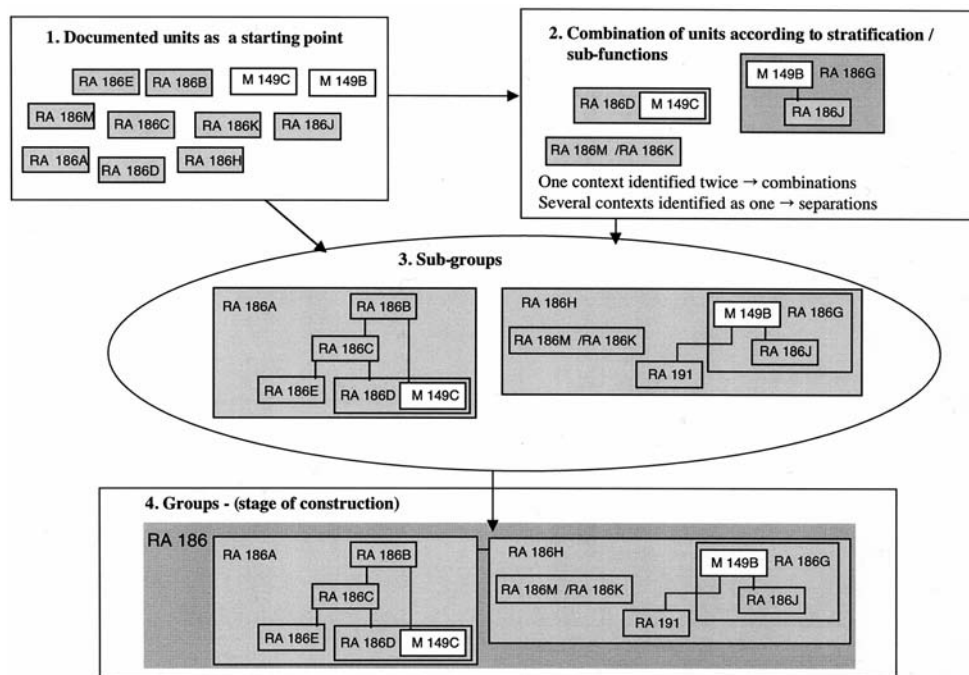 1. Documented units as a starting point
RA 186E
RA 186B
M 149C
M 149B
RA 186M
RA 186C
RA 186K
RA 186J
RA 186A
RA 186D
RA 186H
2. Combination of units according to stratification /
sub-functions
M 149B
RA 186G
RA 186D
M 149C
RA 186J
RA 186M /RA 186K
One context identified twice → combinations
Several contexts identified as one → separations
3. Sub-groups
RA 186A
RA 186B
RA 186C
RA 186E
RA 186D
M 149C
RA 186H
M 149B
RA 186G
RA 186M /RA 186K
RA 186J
RA 191
4. Groups - (stage of construction)
RA 186
RA 186A
RA 186B
RA 186C
RA 186E
RA 186D
M 149C
RA 186H
M 149B
RA 186G
RA 186M /RA 186K
RA 186J
RA 191